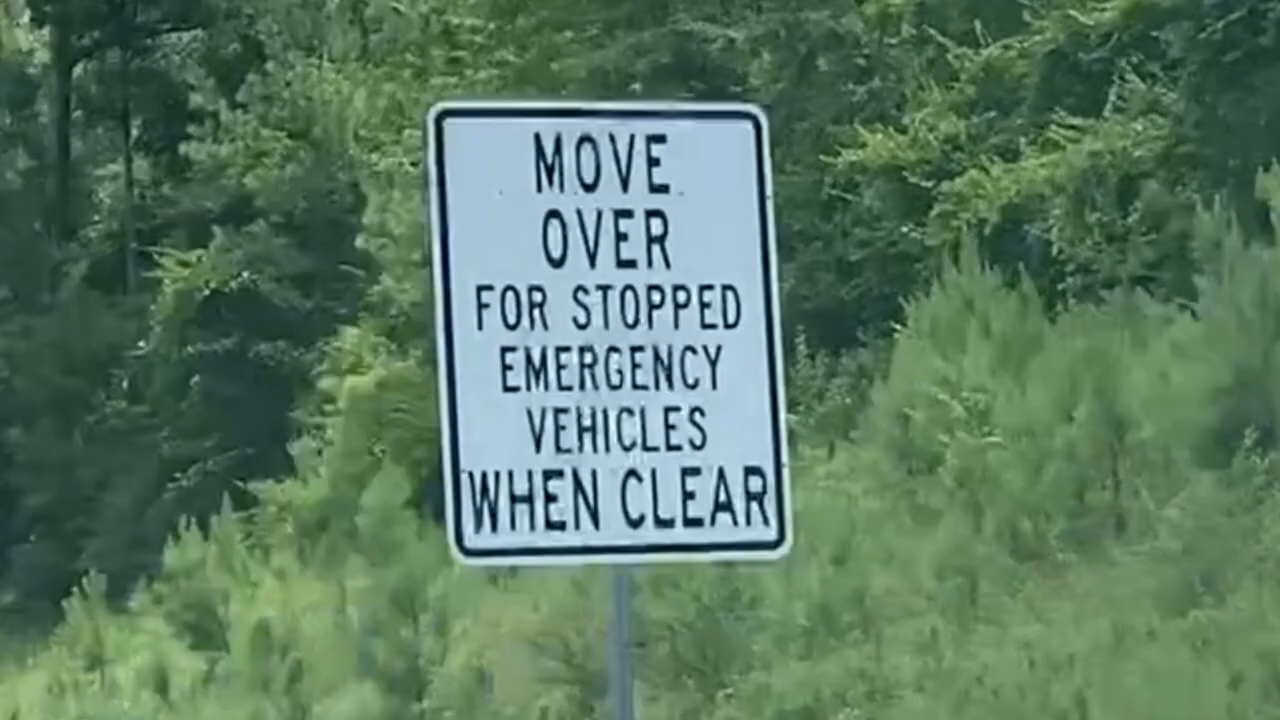 MOVE
OVER
FOR STOPPED
EMERGENCY
VEHICLES
WHEN CLEAR